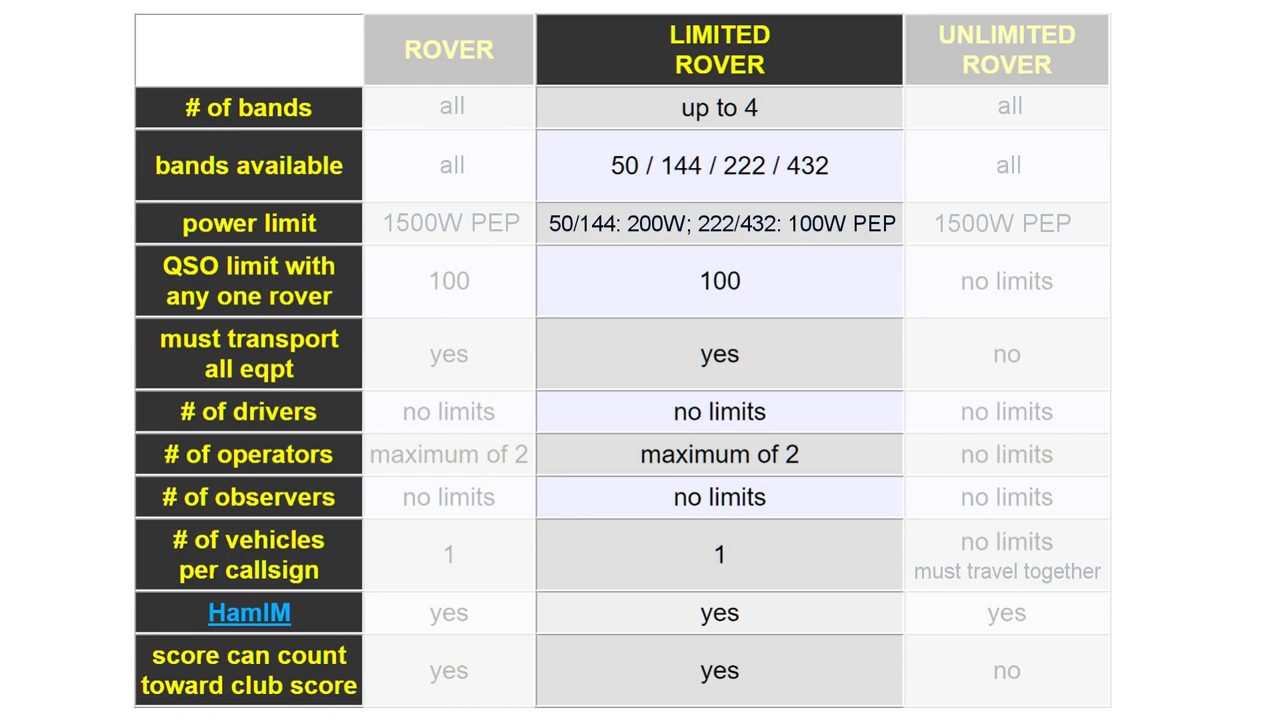 ROVER
LIMITED
ROVER
UNLIMITED
ROVER
# of bands
all
up to 4
all
bands available
all
50 / 144 / 222 / 432
all
power limit
1500W PEP
50/144: 200W; 222/432: 100W PEP
1500W PEP
QSO limit with
any one rover
100
100
no limits
must transport
all eqpt
yes
yes
no
# of drivers
no limits
no limits
no limits
# of operators
maximum of 2
maximum of 2
no limits
# of observers
no limits
no limits
no limits
# of vehicles
per callsign
1
1
no limits
must travel together
HamIM
yes
yes
yes
score can count
toward club score
yes
yes
no